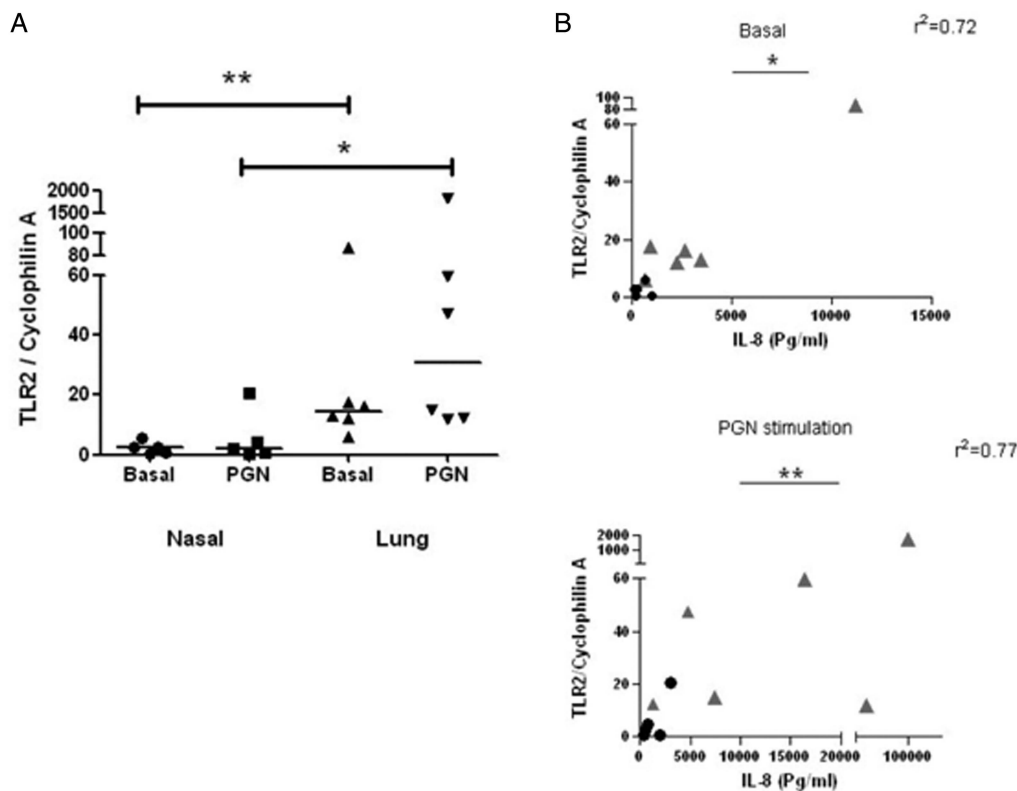 A
**
*
TLR2 / Cyclophilin A
2000
1500
100
80
60
40
20
0
Basal PGN Basal PGN
Nasal Lung
B
Basal r²=0.72
*
TLR2/Cyclophilin A
100
80
60
40
20
0
0 5000 10000 15000
IL-8 (Pg/ml)
PGN stimulation
r²=0.77
**
TLR2/Cyclophilin A
2000
1000
60
40
20
0
0 5000 10000 15000 20000 100000
IL-8 (Pg/ml)